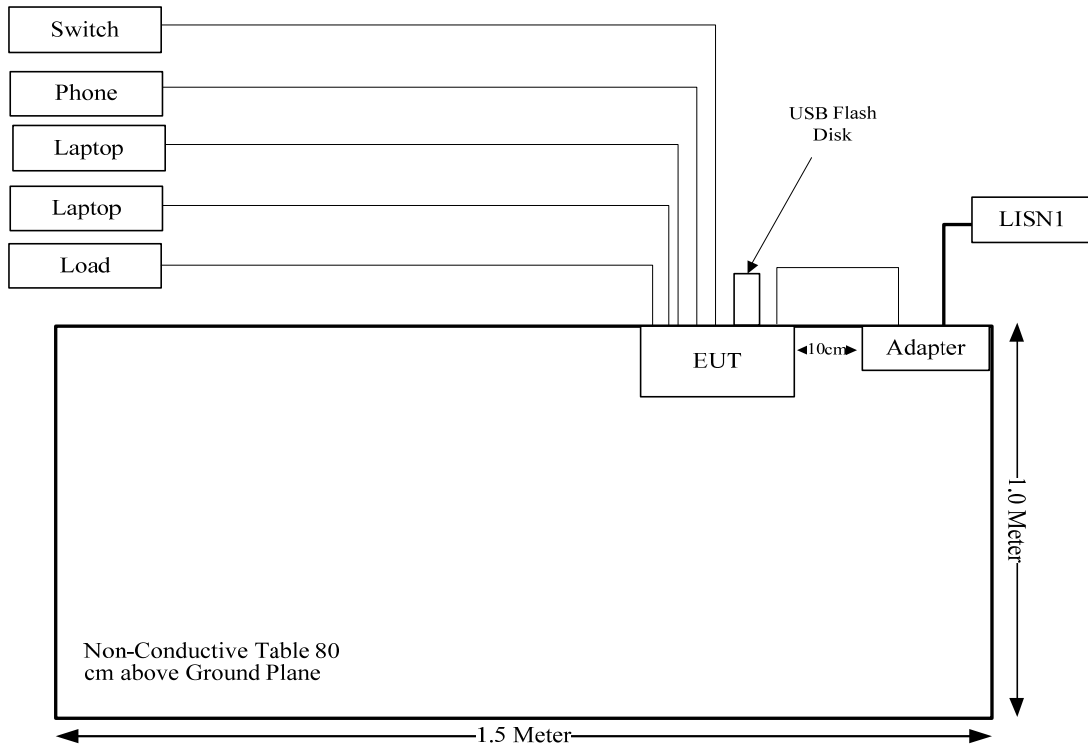 Switch
Phone
Laptop
Laptop
Load
USB Flash
Disk
LISN1
EUT
10cm
Adapter
1.0 Meter
Non-Conductive Table 80
cm above Ground Plane
1.5 Meter